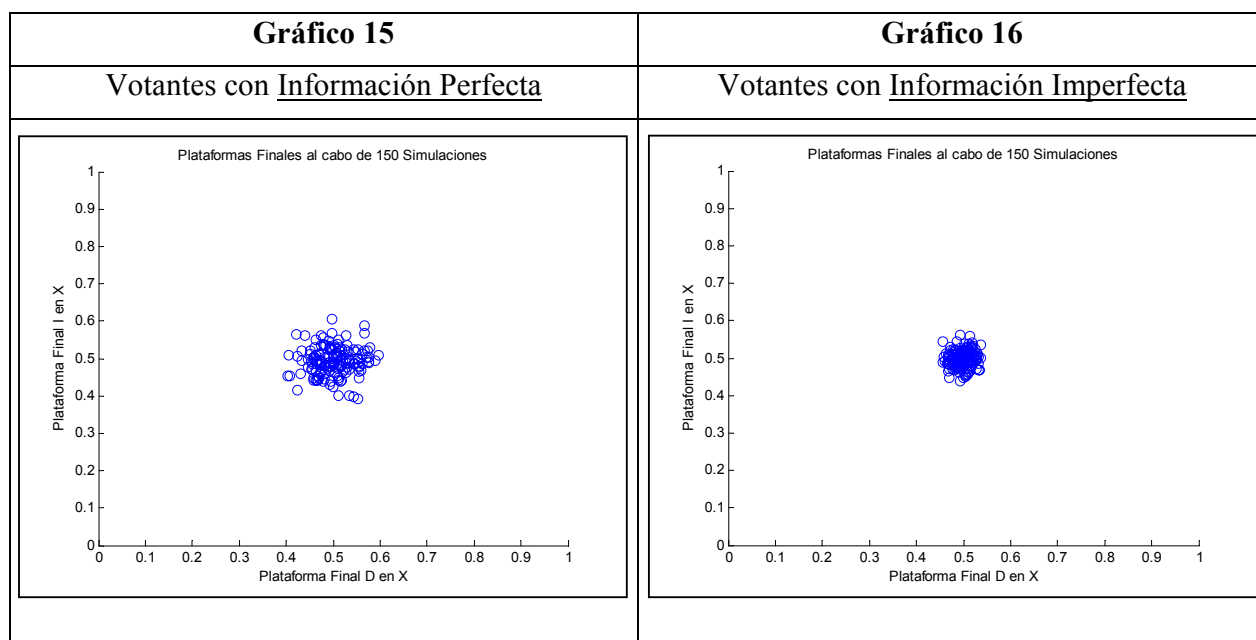 Gráfico 15
Votantes con Información Perfecta
Plataformas Finales al cabo de 150 Simulaciones
Plataforma Final I en X
1
0.9
0.8
0.7
0.6
0.5
0.4
0.3
0.2
0.1
0
0 0.1 0.2 0.3 0.4 0.5 0.6 0.7 0.8 0.9 1
Plataforma Final D en X
Gráfico 16
Votantes con Información Imperfecta
Plataformas Finales al cabo de 150 Simulaciones
Plataforma Final I en X
1
0.9
0.8
0.7
0.6
0.5
0.4
0.3
0.2
0.1
0
0 0.1 0.2 0.3 0.4 0.5 0.6 0.7 0.8 0.9 1
Plataforma Final D en X